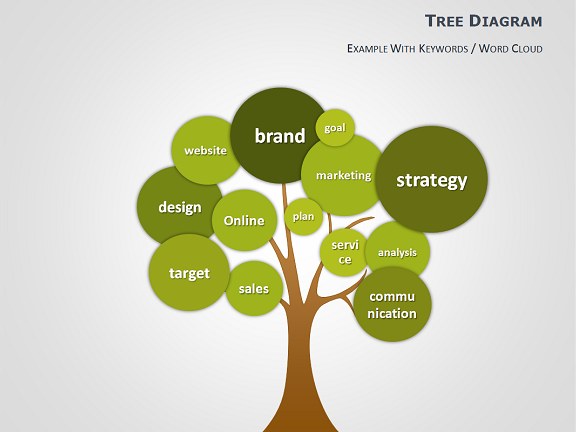 Tree Diagram
Example With Keywords / Word Cloud
brand
goal
website
marketing
strategy
design
Online
plan
servi
ce
analysis
target
sales
commu
nication